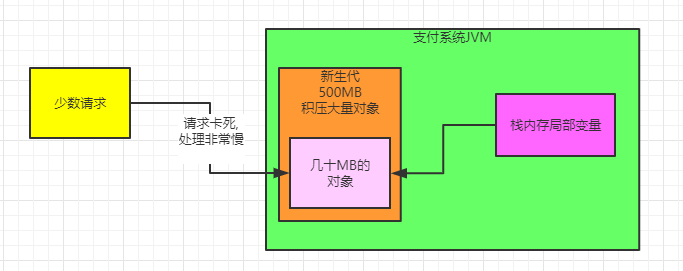 支付系统JVM
少数请求
请求卡死,
处理非常慢
新生代
500MB
积压大量对象
几十MB的
对象
栈内存局部变量